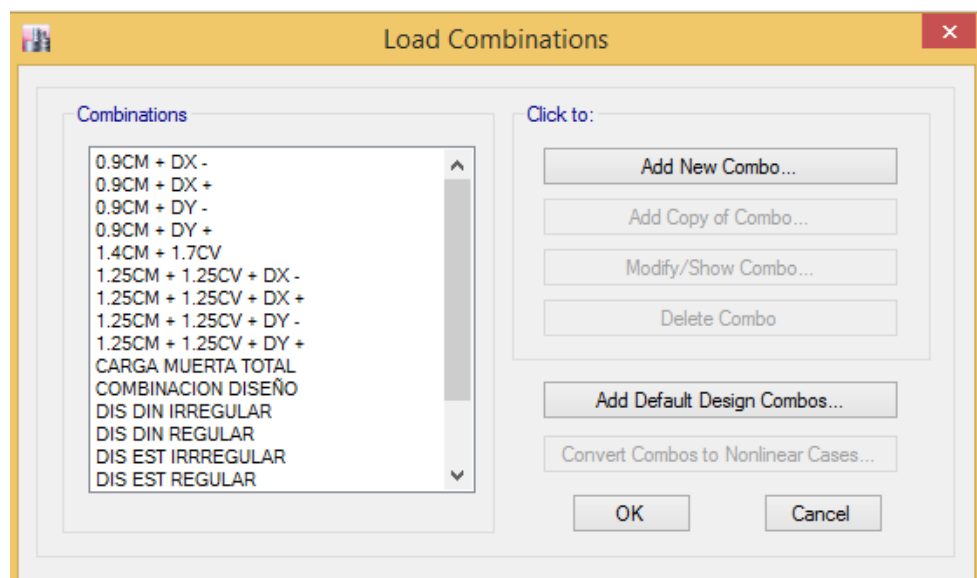 Load Combinations
Combinations
0.9CM + DX -
0.9CM + DX +
0.9CM + DY -
0.9CM + DY +
1.4CM + 1.7CV
1.25CM + 1.25CV + DX -
1.25CM + 1.25CV + DX +
1.25CM + 1.25CV + DY -
1.25CM + 1.25CV + DY +
CARGA MUERTA TOTAL
COMBINACION DISEÑO
DIS DIN IRREGULAR
DIS DIN REGULAR
DIS EST IRRREGULAR
DIS EST REGULAR
Click to:
Add New Combo...
Add Copy of Combo...
Modify/Show Combo...
Delete Combo
Add Default Design Combos...
Convert Combos to Nonlinear Cases...
OK
Cancel